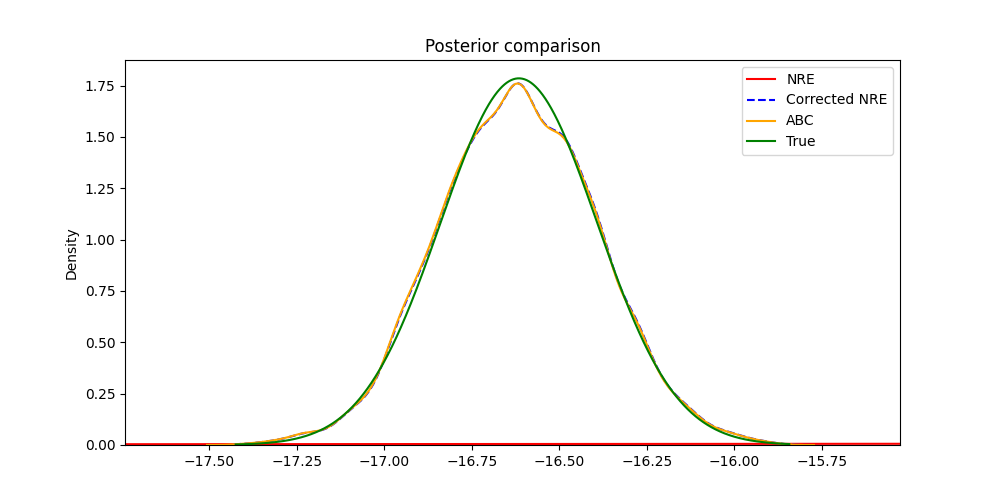 Posterior comparison
NRE
Corrected NRE
ABC
True
Density
1.75
1.50
1.25
1.00
0.75
0.50
0.25
0.00
−17.50 −17.25 −17.00 −16.75 −16.50 −16.25 −16.00 −15.75